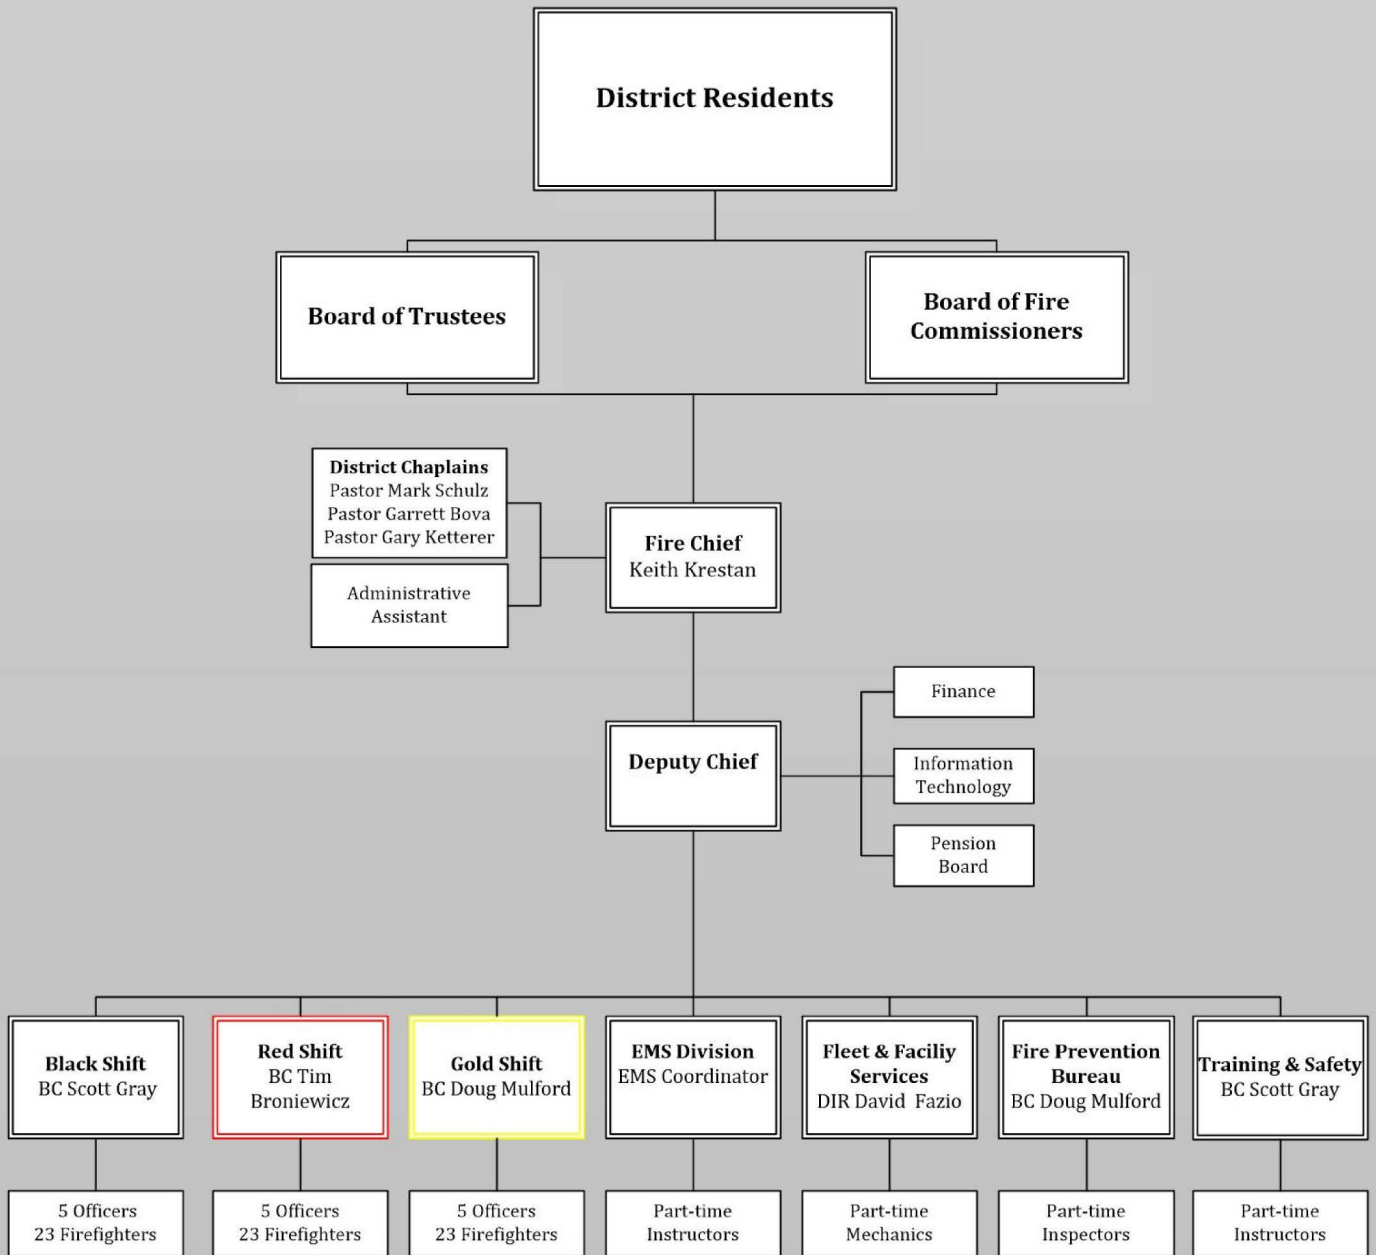 District Residents
Board of Trustees
Board of Fire
Commissioners
District Chaplains
Pastor Mark Schulz
Pastor Garrett Bova
Pastor Gary Ketterer
Administrative
Assistant
Fire Chief
Keith Krestan
Deputy Chief
Finance
Information
Technology
Pension
Board
Black Shift
BC Scott Gray
Red Shift
BC Tim
Broniewicz
Gold Shift
BC Doug Mulford
EMS Division
EMS Coordinator
Fleet & Faciliy
Services
DIR David Fazio
Fire Prevention
Bureau
BC Doug Mulford
Training & Safety
BC Scott Gray
5 Officers
23 Firefighters
5 Officers
23 Firefighters
5 Officers
23 Firefighters
Part-time
Instructors
Part-time
Mechanics
Part-time
Inspectors
Part-time
Instructors